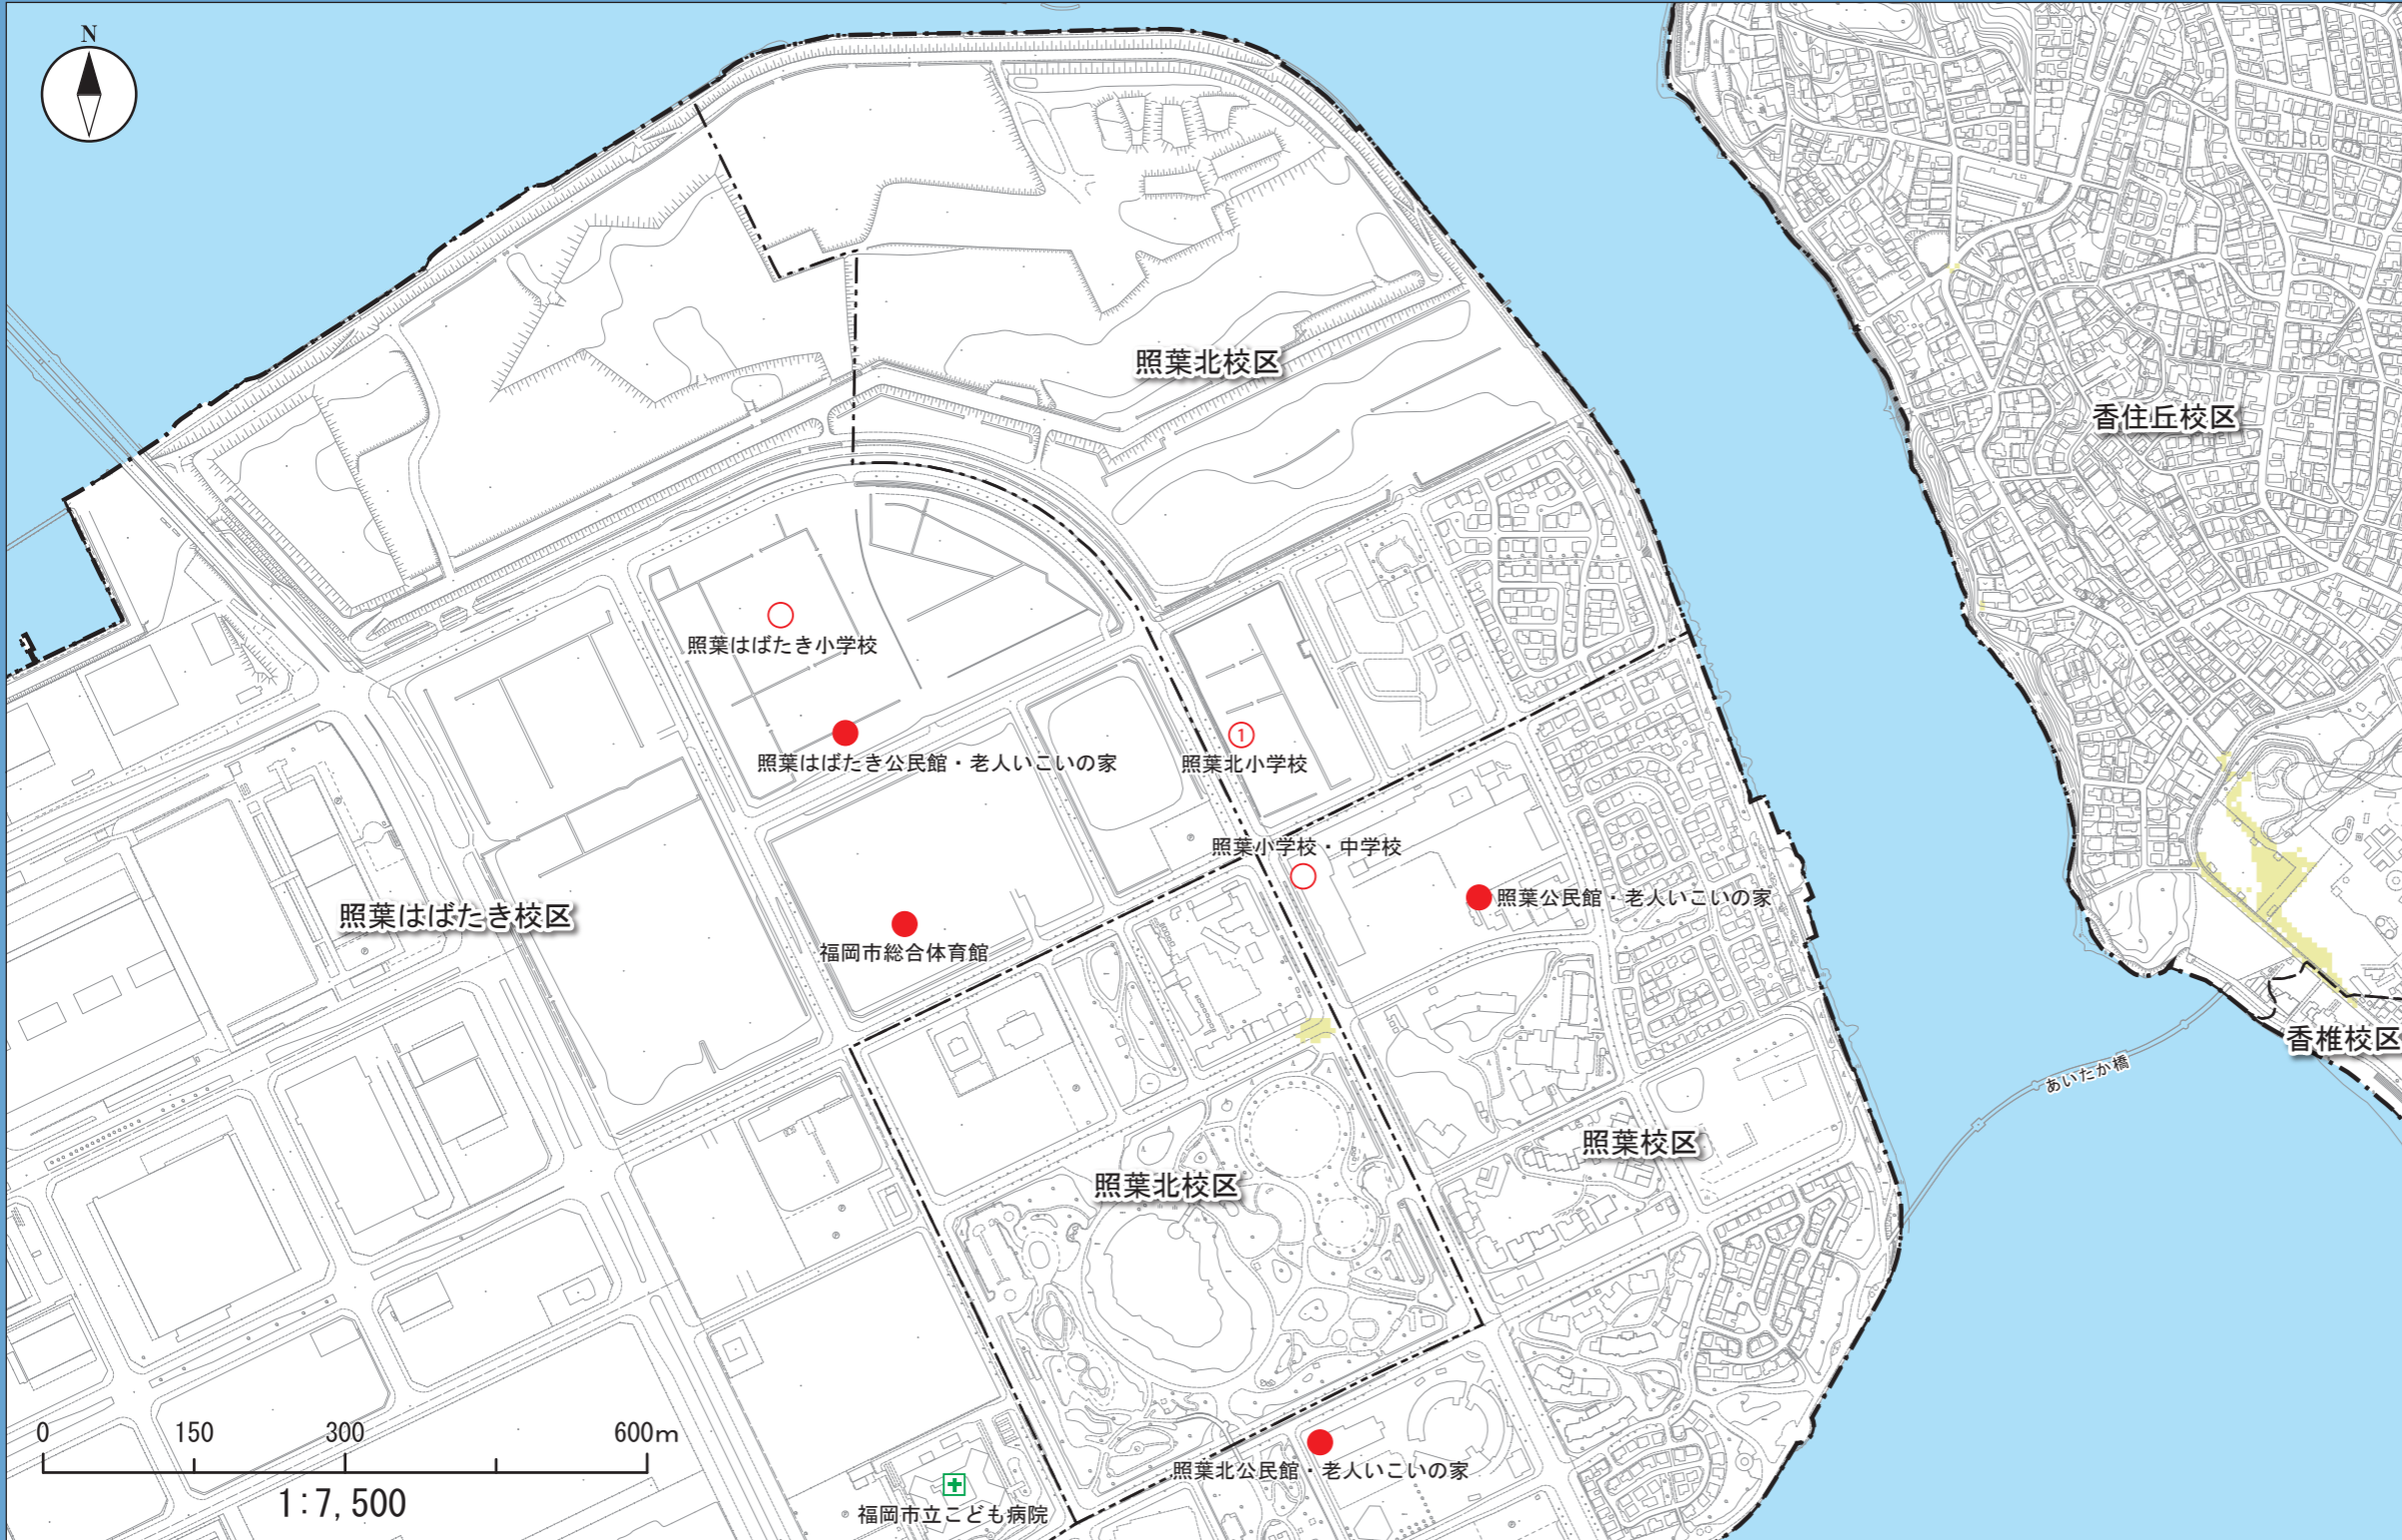 N
照葉北校区
香住丘校区
照葉はばたき小学校
照葉はばたき公民館・老人いこいの家
1
照葉北小学校
照葉小学校・中学校
照葉公民館・老人いこいの家
照葉はばたき校区
福岡市総合体育館
香椎校区
あいたか橋
照葉校区
照葉北校区
0 150 300 600m
1:7,500
照葉北公民館・老人いこいの家
福岡市立こども病院